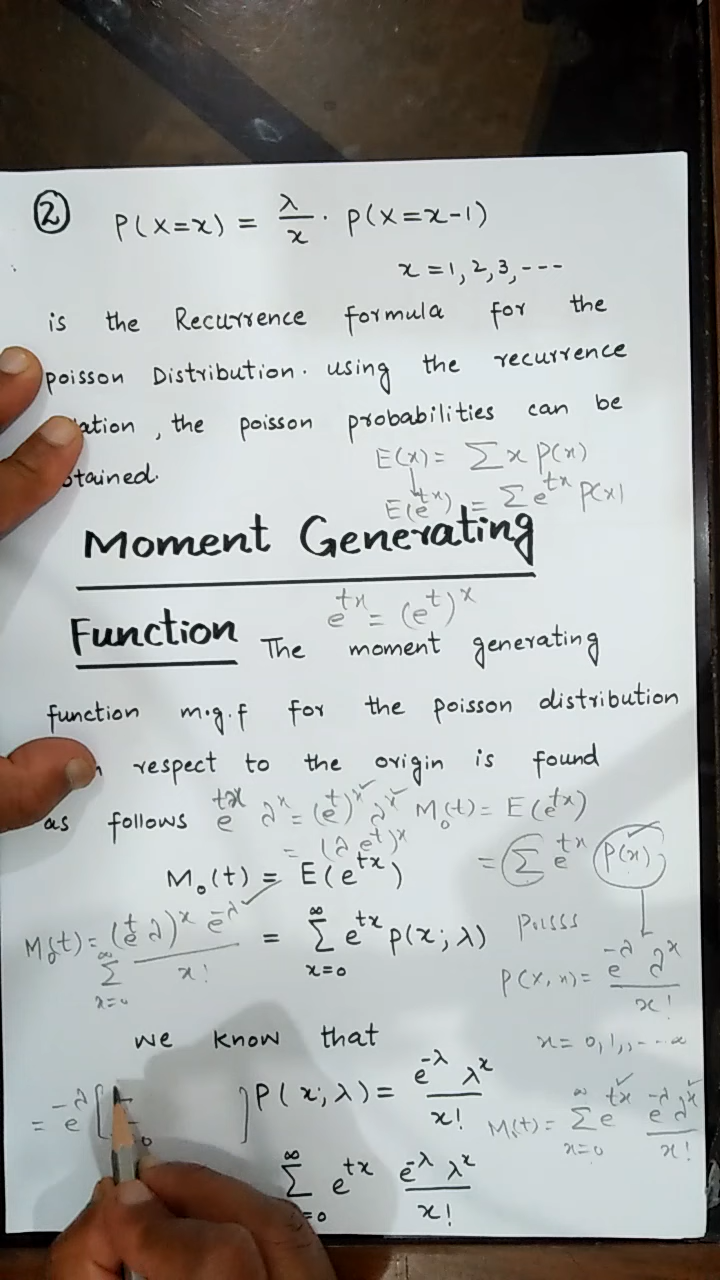 ② P(X=x) = λ/x · P(X=x-1)
x = 1, 2, 3, ---
is the Recurrence formula for the
poisson Distribution. using the recurrence
ation, the poisson probabilities can be
tained.
E(x) = Σ x P(x)
E(e^tx) = Σ e^tx P(x)
Moment Generating
e^tx = (e^t)^x
Function The moment generating
function m.g.f for the poisson distribution
respect to the origin is found
as follows e^tx λ^x = (e^t)^x λ^x M₀(t) = E(e^tx)
= (λ e^t)^x
M₀(t) = E(e^tx) = Σ e^tx P(x)
M₀(t) = Σ x=0 ∞ (e^t λ)^x e^-λ / x! = Σ x=0 ∞ e^tx p(x; λ) Poisss
P(x, n) = e^-λ λ^x / x!
we know that x = 0, 1, , --- ∞
= e^-λ [ ] P(x; λ) = e^-λ λ^x / x!
M₀(t) = Σ x=0 ∞ e^tx e^-λ λ^x / x!
∞ Σ =0 e^tx e^-λ λ^x / x!